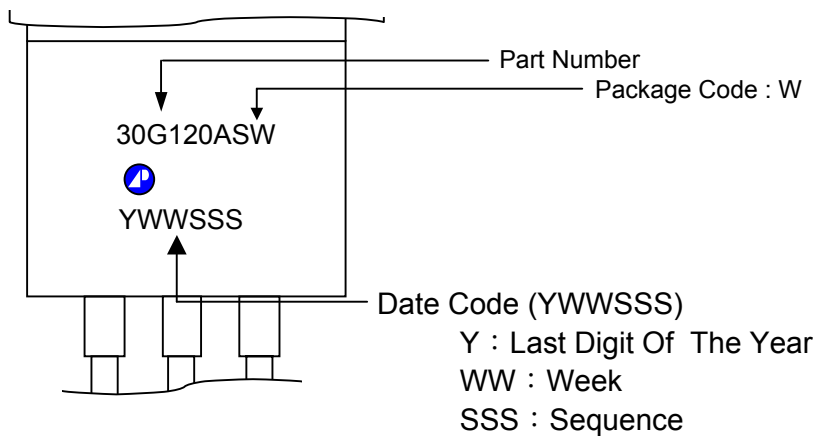 Part Number
Package Code : W
30G120ASW
YWWSSS
Date Code (YWWSSS)
Y：Last Digit Of The Year
WW：Week
SSS：Sequence